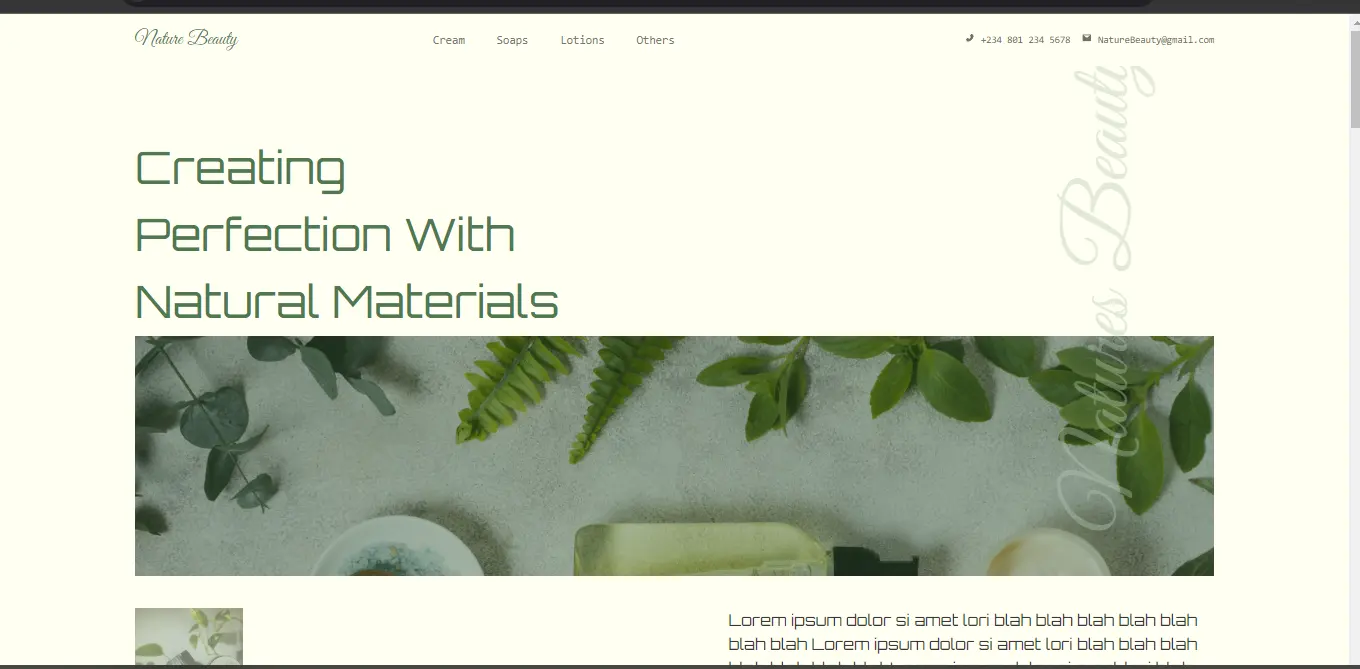 Nature Beauty
Cream Soaps Lotions Others
+234 801 234 5678 NatureBeauty@gmail.com
Natures Beauty
Creating
Perfection With
Natural Materials
Lorem ipsum dolor si amet lori blah blah blah blah blah
blah blah Lorem ipsum dolor si amet lori blah blah blah